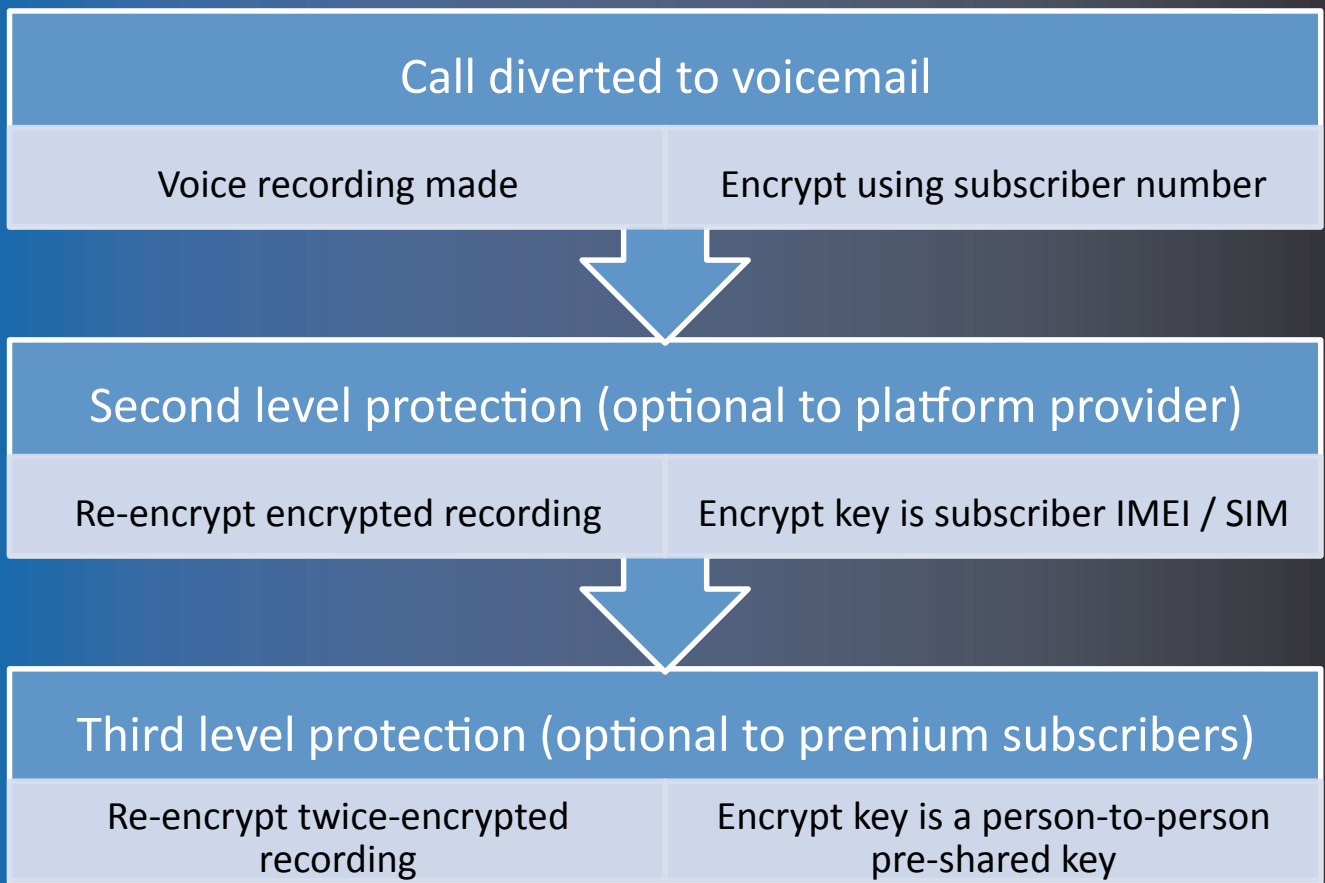 Call diverted to voicemail
Voice recording made
Encrypt using subscriber number
Second level protection (optional to platform provider)
Re-encrypt encrypted recording
Encrypt key is subscriber IMEI / SIM
Third level protection (optional to premium subscribers)
Re-encrypt twice-encrypted
recording
Encrypt key is a person-to-person
pre-shared key